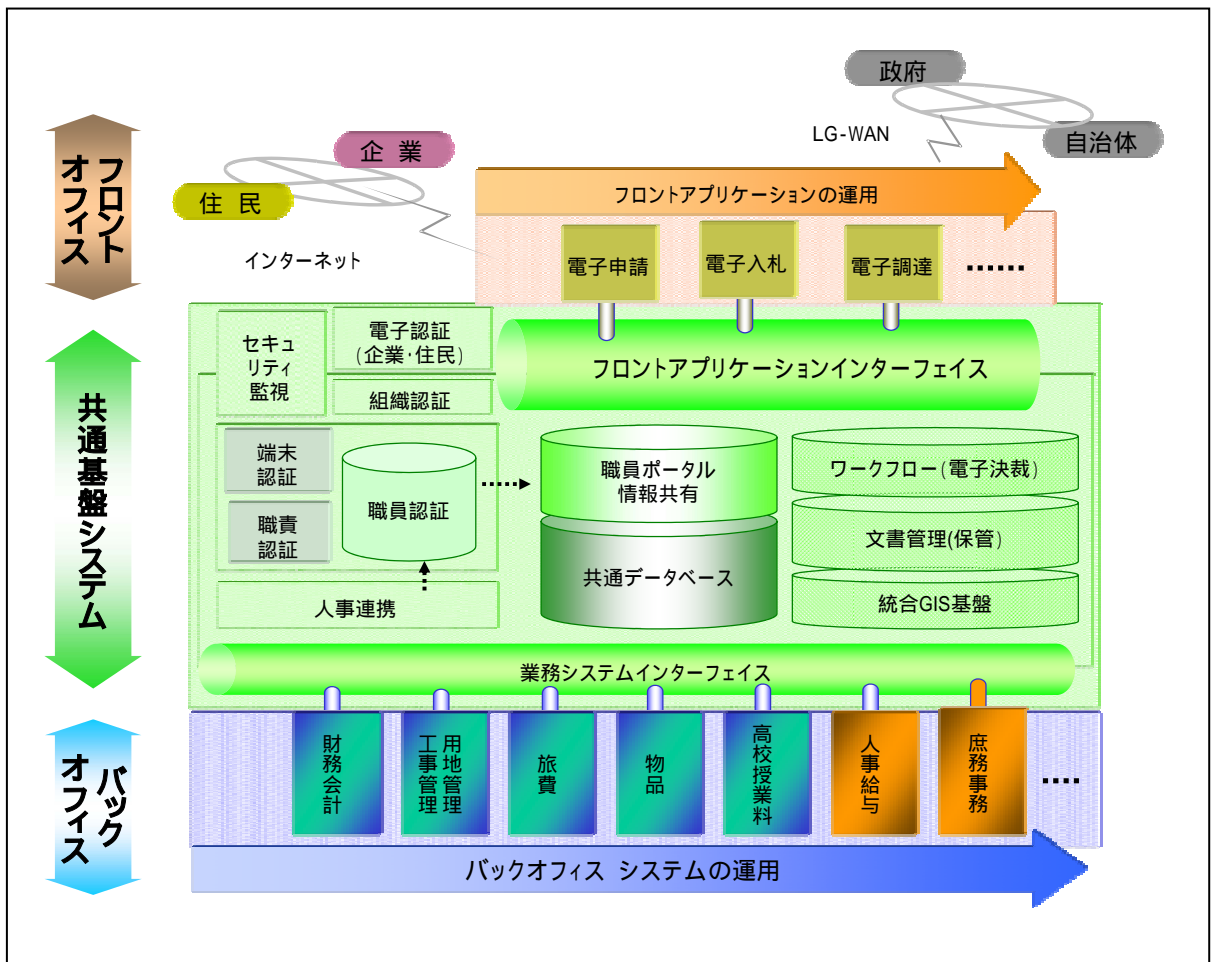 政府
LG-WAN
自治体
企業
住民
インターネット
フロント
オフィス
フロントアプリケーションの運用
電子申請
電子入札
電子調達
……
共通基盤システム
セキュ
リティ
監視
電子認証
(企業・住民)
組織認証
フロントアプリケーションインターフェイス
端末
認証
職責
認証
職員認証
人事連携
職員ポータル
情報共有
共通データベース
ワークフロー(電子決裁)
文書管理(保管)
統合GIS基盤
業務システムインターフェイス
バック
オフィス
財務会計
用地管理
工事管理
旅費
物品
高校授業料
人事給与
庶務事務
‥‥
バックオフィス システムの運用